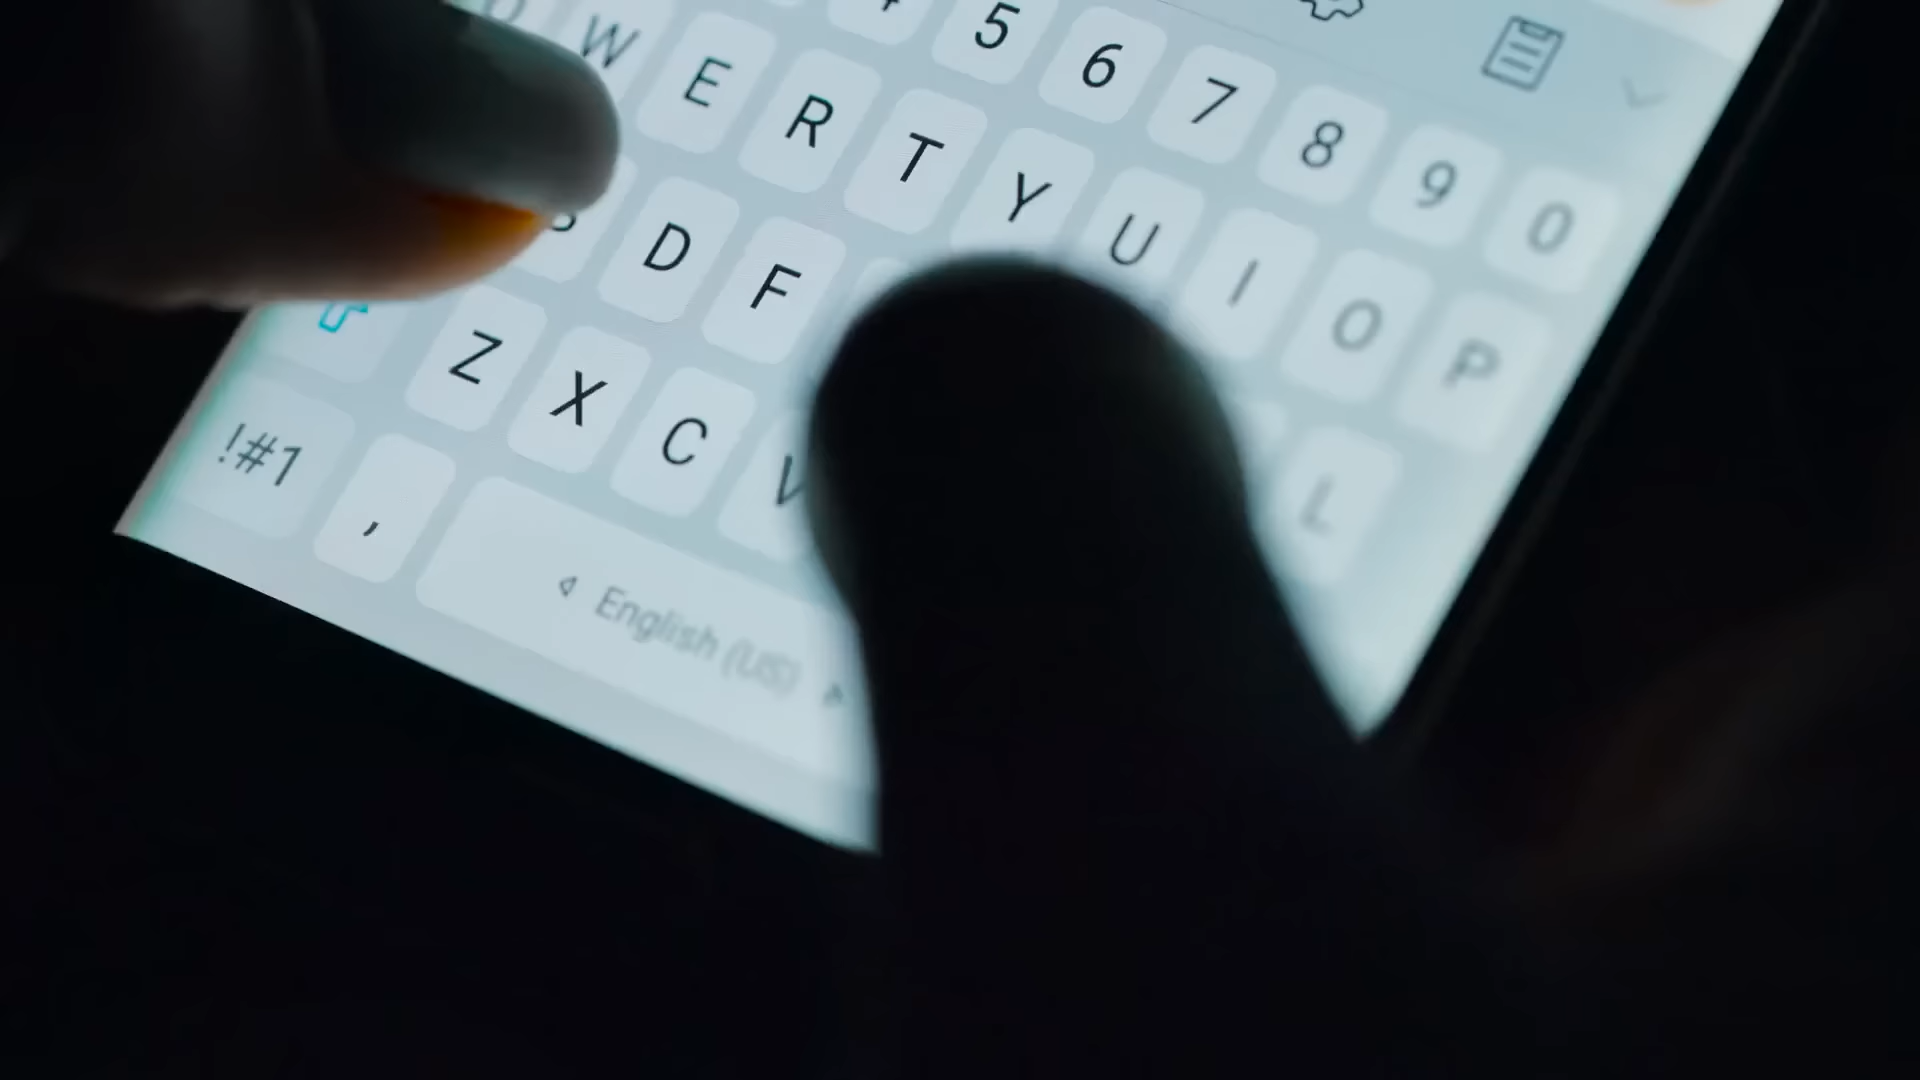 5 6 7 8 9 0
W E R T Y U I O P
S D F L
Z X C V
!#1 , English (US)